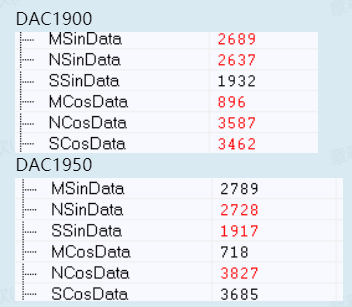 DAC1900
MSinData 2689
NSinData 2637
SSinData 1932
MCosData 896
NCosData 3587
SCosData 3462
DAC1950
MSinData 2789
NSinData 2728
SSinData 1917
MCosData 718
NCosData 3827
SCosData 3685